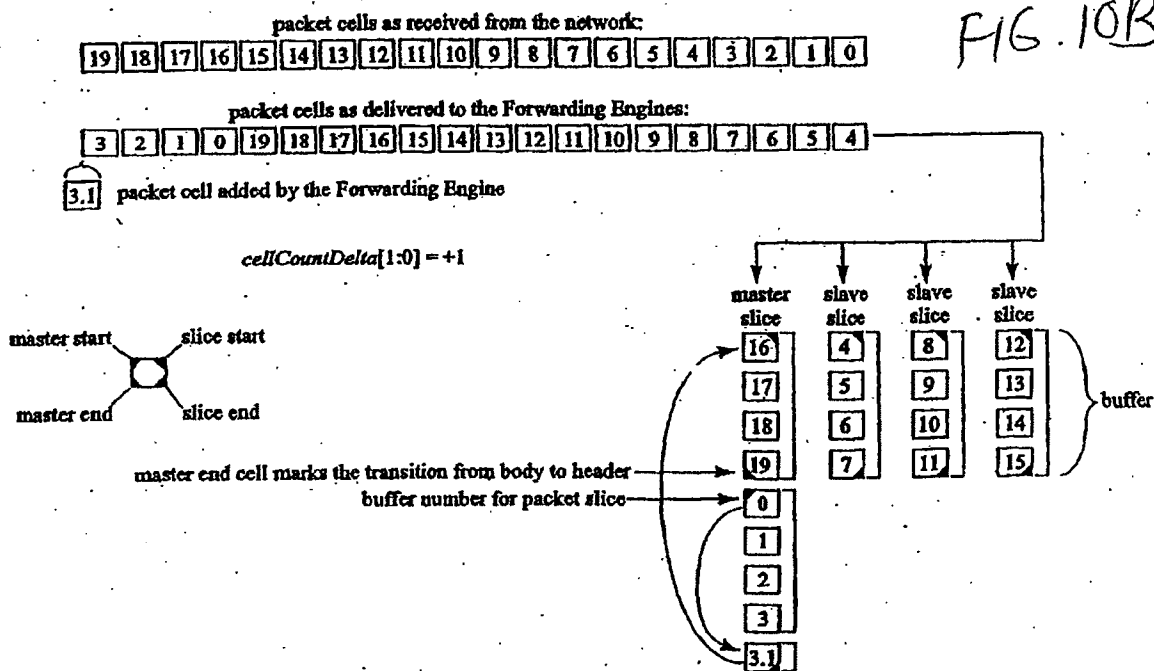 packet cells as received from the network:
FIG. 10B
19 18 17 16 15 14 13 12 11 10 9 8 7 6 5 4 3 2 1 0
packet cells as delivered to the Forwarding Engines:
3 2 1 0 19 18 17 16 15 14 13 12 11 10 9 8 7 6 5 4
3.1 packet cell added by the Forwarding Engine
cellCountDelta[1:0] = +1
master slice
slave slice
slave slice
slave slice
master start
slice start
master end
slice end
16 4 8 12
17 5 9 13
buffer
18 6 10 14
master end cell marks the transition from body to header
19 7 11 15
buffer number for packet slice
0
1
2
3
3.1